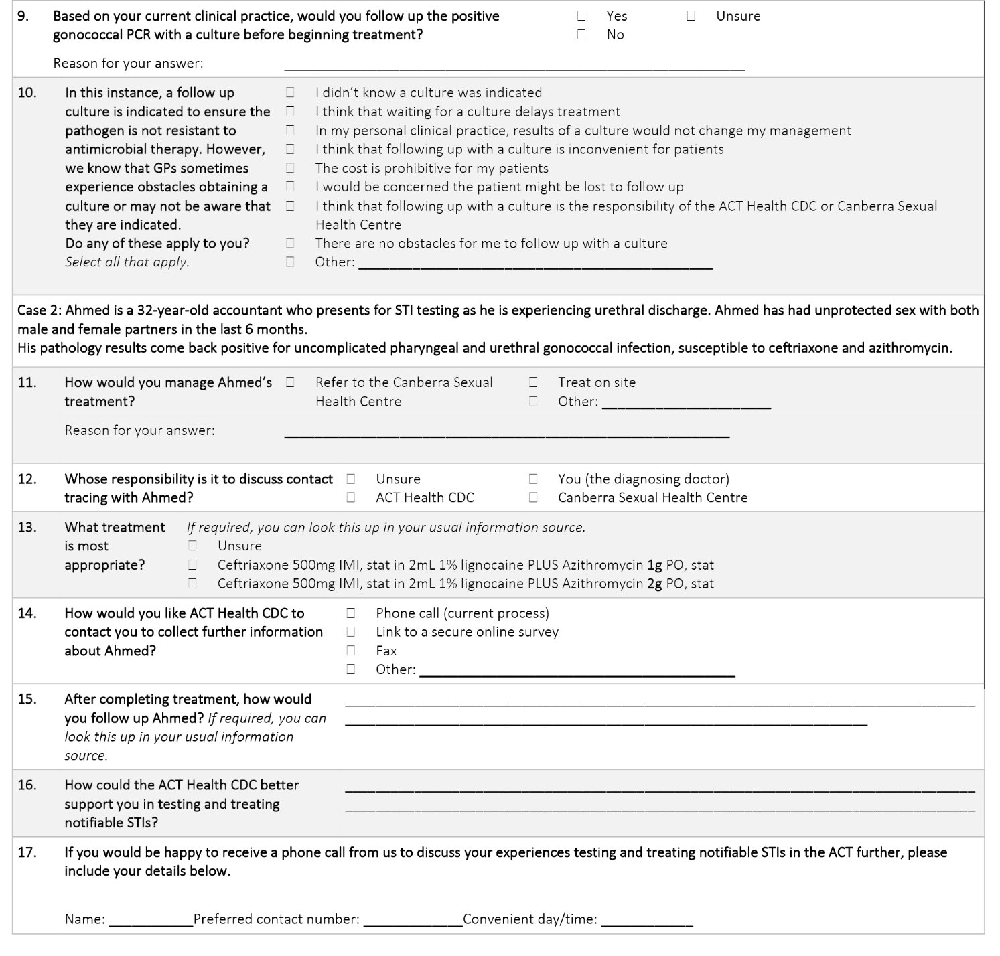 9. Based on your current clinical practice, would you follow up the positive ☐ Yes ☐ Unsure
gonococcal PCR with a culture before beginning treatment? ☐ No
Reason for your answer: ____________
10. In this instance, a follow up ☐ I didn’t know a culture was indicated
culture is indicated to ensure the ☐ I think that waiting for a culture delays treatment
pathogen is not resistant to ☐ In my personal clinical practice, results of a culture would not change my management
antimicrobial therapy. However, ☐ I think that following up with a culture is inconvenient for patients
we know that GPs sometimes ☐ The cost is prohibitive for my patients
experience obstacles obtaining a ☐ I would be concerned the patient might be lost to follow up
culture or may not be aware that ☐ I think that following up with a culture is the responsibility of the ACT Health CDC or Canberra Sexual
they are indicated. Health Centre
Do any of these apply to you? ☐ There are no obstacles for me to follow up with a culture
Select all that apply. ☐ Other: ____________
Case 2: Ahmed is a 32-year-old accountant who presents for STI testing as he is experiencing urethral discharge. Ahmed has had unprotected sex with both
male and female partners in the last 6 months.
His pathology results come back positive for uncomplicated pharyngeal and urethral gonococcal infection, susceptible to ceftriaxone and azithromycin.
11. How would you manage Ahmed’s ☐ Refer to the Canberra Sexual ☐ Treat on site
treatment? Health Centre ☐ Other: ____________
Reason for your answer: ____________
12. Whose responsibility is it to discuss contact ☐ Unsure ☐ You (the diagnosing doctor)
tracing with Ahmed? ☐ ACT Health CDC ☐ Canberra Sexual Health Centre
13. What treatment If required, you can look this up in your usual information source.
is most ☐ Unsure
appropriate? ☐ Ceftriaxone 500mg IMI, stat in 2mL 1% lignocaine PLUS Azithromycin 1g PO, stat
☐ Ceftriaxone 500mg IMI, stat in 2mL 1% lignocaine PLUS Azithromycin 2g PO, stat
14. How would you like ACT Health CDC to ☐ Phone call (current process)
contact you to collect further information ☐ Link to a secure online survey
about Ahmed? ☐ Fax
☐ Other: ____________
15. After completing treatment, how would ____________
you follow up Ahmed? If required, you can ____________
look this up in your usual information
source.
16. How could the ACT Health CDC better ____________
support you in testing and treating ____________
notifiable STIs?
17. If you would be happy to receive a phone call from us to discuss your experiences testing and treating notifiable STIs in the ACT further, please
include your details below.
Name: ____________Preferred contact number: ____________Convenient day/time: ____________